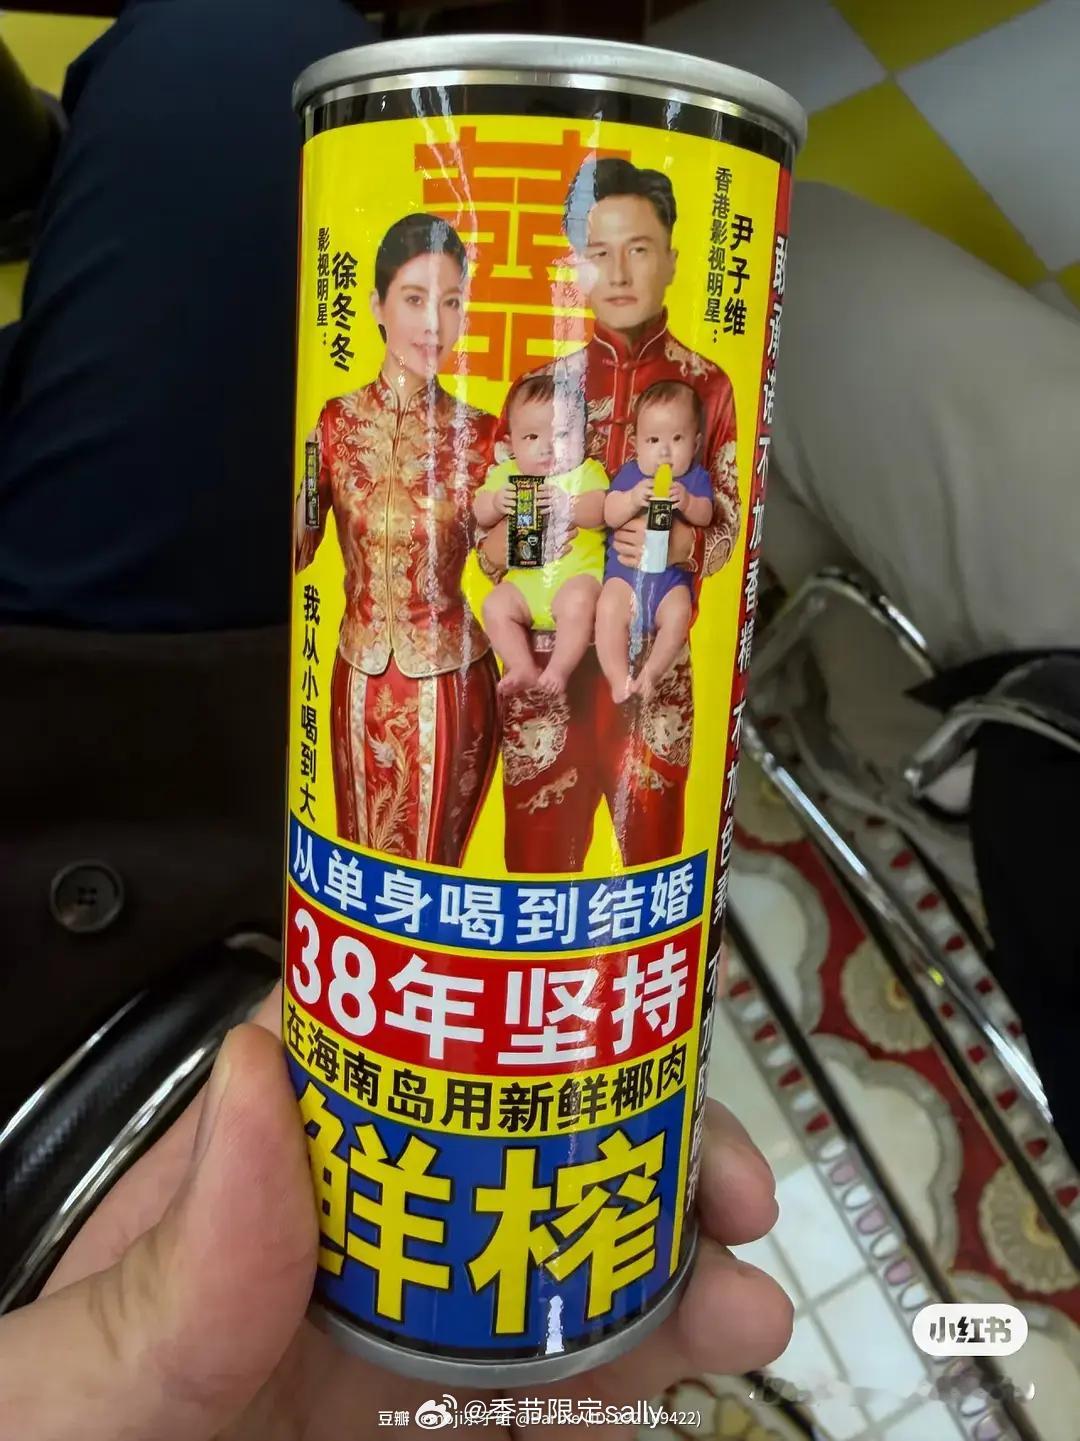 囍
影视明星：
徐冬冬
香港影视明星：
尹子维
我从小喝到大
从单身喝到结婚
38年坚持
在海南岛用新鲜椰肉
鲜榨
敢承诺不加香精 不加色素 不加
小红书
@季节限定sally
豆瓣